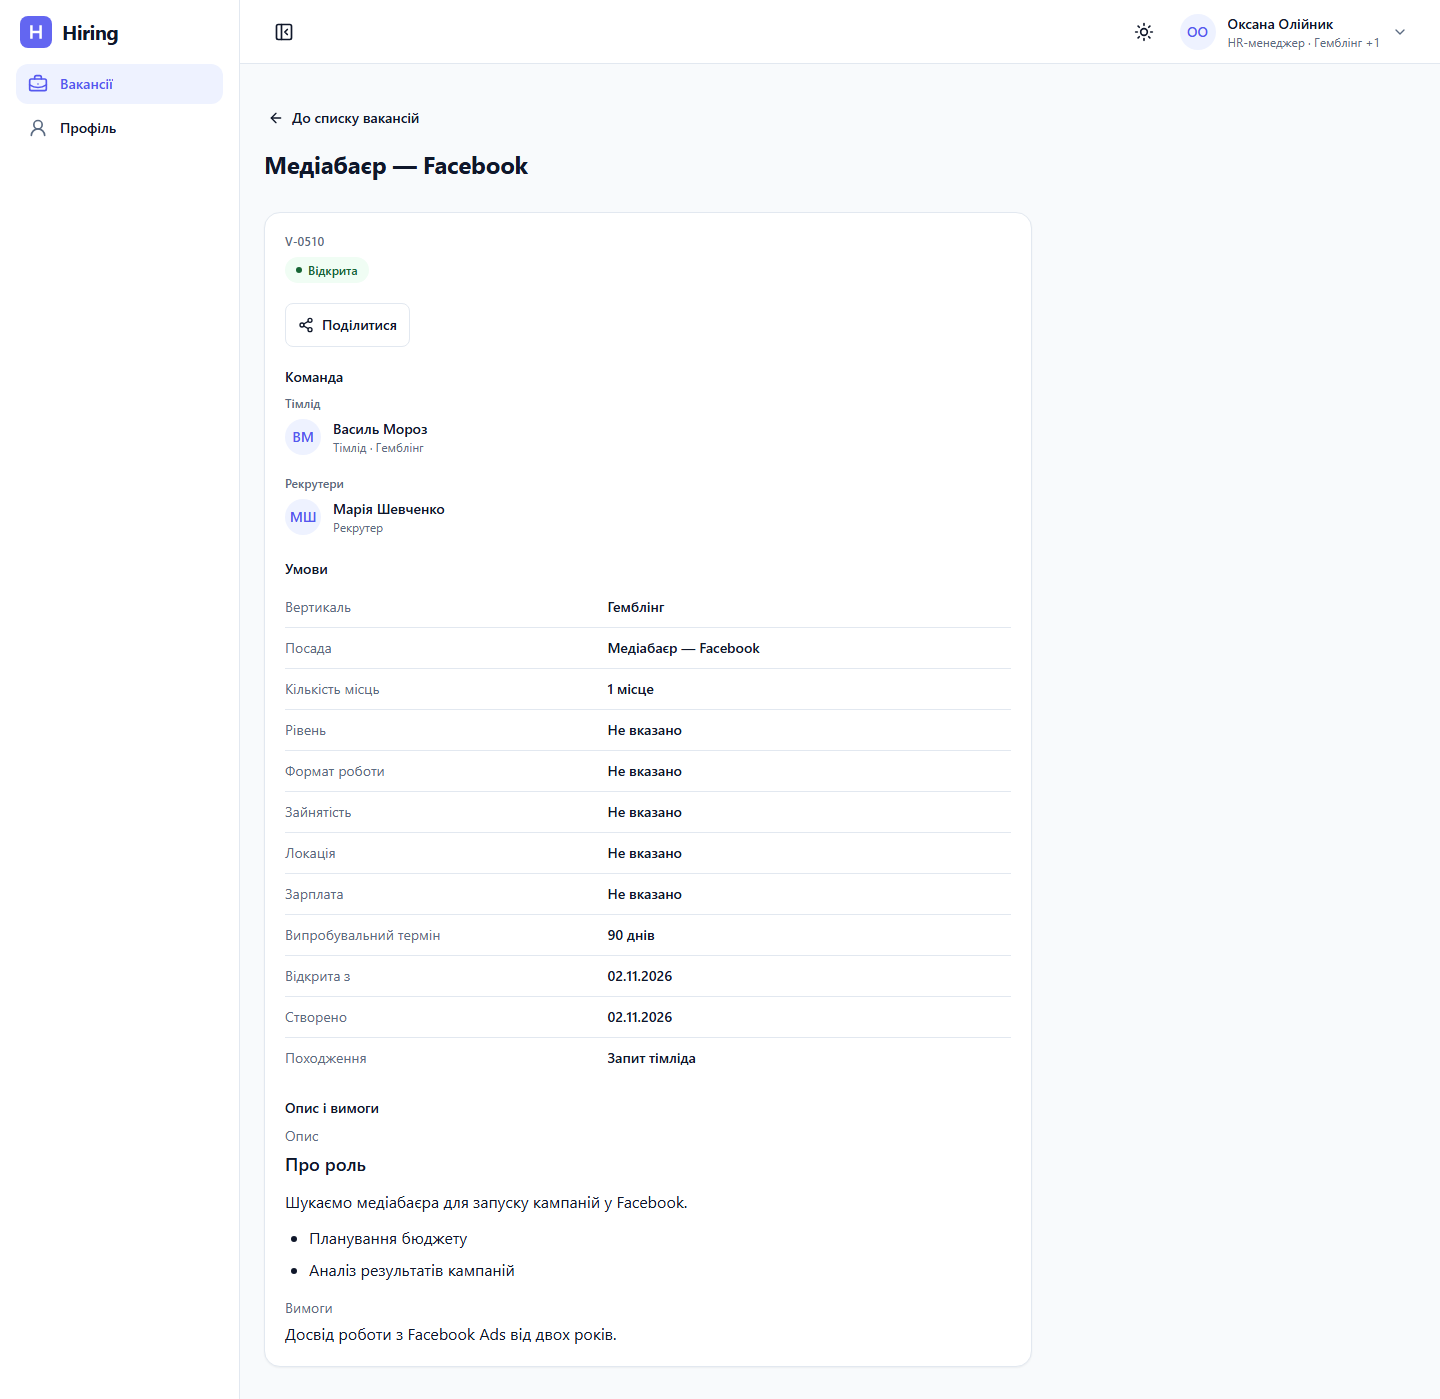 H Hiring
Вакансії
Профіль
ОО
Оксана Олійник
HR-менеджер · Гемблінг +1
До списку вакансій
Медіабаєр — Facebook
V-0510
Відкрита
Поділитися
Команда
Тімлід
ВМ
Василь Мороз
Тімлід · Гемблінг
Рекрутери
МШ
Марія Шевченко
Рекрутер
Умови
Вертикаль Гемблінг
Посада Медіабаєр — Facebook
Кількість місць 1 місце
Рівень Не вказано
Формат роботи Не вказано
Зайнятість Не вказано
Локація Не вказано
Зарплата Не вказано
Випробувальний термін 90 днів
Відкрита з 02.11.2026
Створено 02.11.2026
Походження Запит тімліда
Опис і вимоги
Опис
Про роль
Шукаємо медіабаєра для запуску кампаній у Facebook.
• Планування бюджету
• Аналіз результатів кампаній
Вимоги
Досвід роботи з Facebook Ads від двох років.